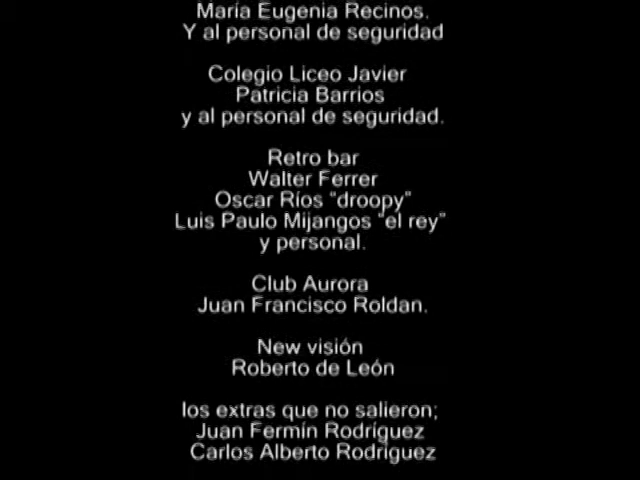 María Eugenia Recinos.
Y al personal de seguridad
Colegio Liceo Javier
Patricia Barrios
y al personal de seguridad.
Retro bar
Walter Ferrer
Oscar Ríos “droopy”
Luis Paulo Mijangos “el rey”
y personal.
Club Aurora
Juan Francisco Roldan.
New visión
Roberto de León
los extras que no salieron;
Juan Fermín Rodríguez
Carlos Alberto Rodríguez